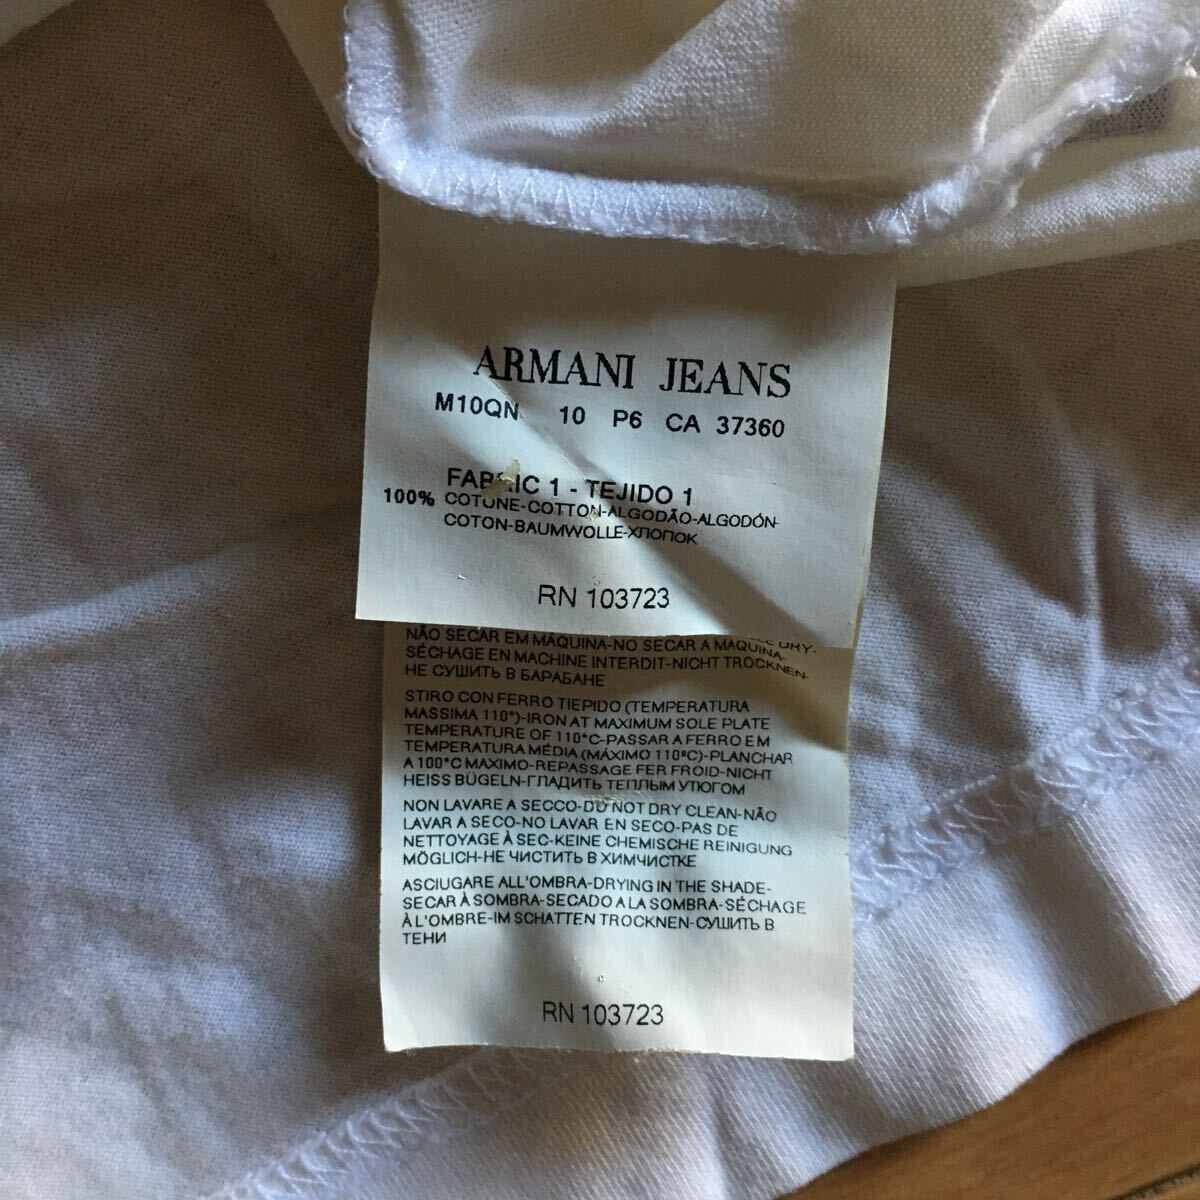 ARMANI JEANS
M10QN 10 P6 CA 37360
FABRIC 1 - TEJIDO 1
100% COTONE-COTTON-ALGODÃO-ALGODÓN-
COTON-BAUMWOLLE-ХЛОПОК
RN 103723
DRY-
NÃO SECAR EM MÁQUINA-NO SECAR A MAQUINA-
SÉCHAGE EN MACHINE INTERDIT-NICHT TROCKNEN-
НЕ СУШИТЬ В БАРАБАНЕ
STIRO CON FERRO TIEPIDO (TEMPERATURA
MASSIMA 110°)-IRON AT MAXIMUM SOLE PLATE
TEMPERATURE OF 110°C-PASSAR A FERRO EM
TEMPERATURA MÉDIA (MÁXIMO 110ºC)-PLANCHAR
A 100°C MAXIMO-REPASSAGE FER FROID-NICHT
HEISS BÜGELN-ГЛАДИТЬ ТЕПЛЫМ УТЮГОМ
NON LAVARE A SECCO-DO NOT DRY CLEAN-NÃO
LAVAR A SECO-NO LAVAR EN SECO-PAS DE
NETTOYAGE À SEC-KEINE CHEMISCHE REINIGUNG
MÖGLICH-НЕ ЧИСТИТЬ В ХИМЧИСТКЕ
ASCIUGARE ALL'OMBRA-DRYING IN THE SHADE-
SECAR À SOMBRA-SECADO A LA SOMBRA-SÉCHAGE
À L'OMBRE-IM SCHATTEN TROCKNEN-СУШИТЬ В
ТЕНИ
RN 103723